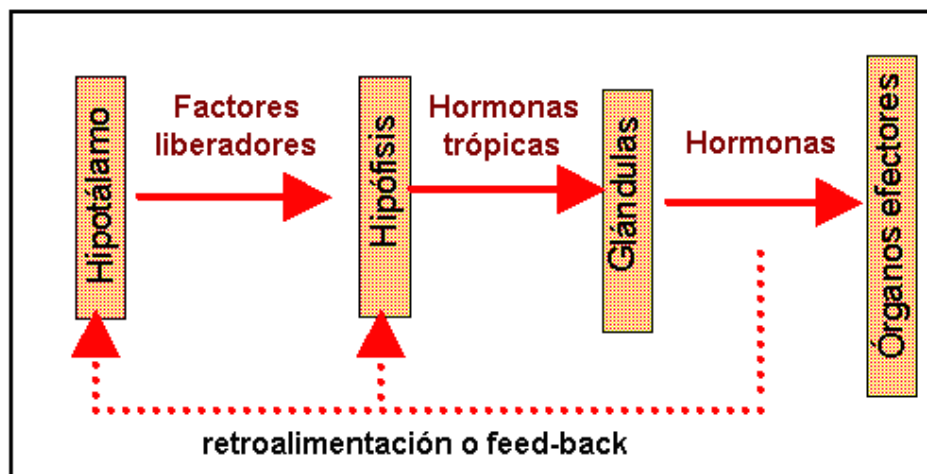 Hipotálamo
Factores
liberadores
Hipófisis
Hormonas
trópicas
Glándulas
Hormonas
Órganos efectores
retroalimentación o feed-back